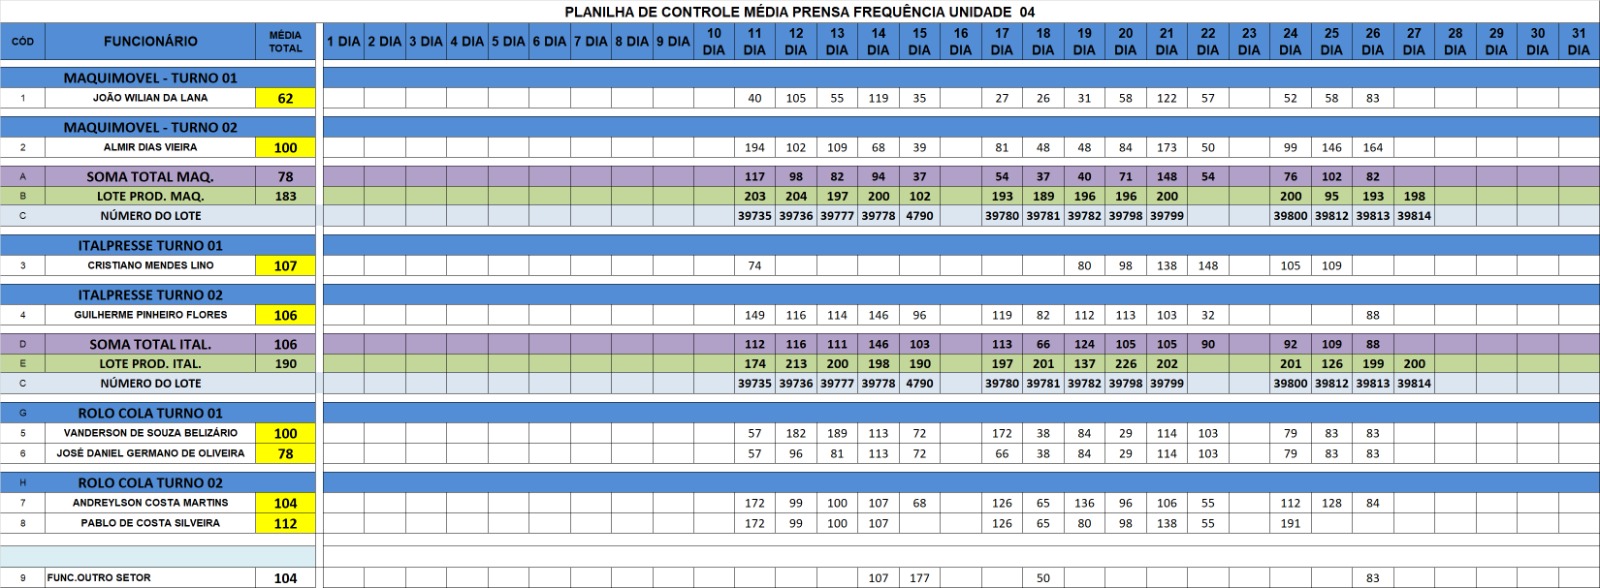 PLANILHA DE CONTROLE MÉDIA PRENSA FREQUÊNCIA UNIDADE 04
CÓD FUNCIONÁRIO MÉDIA TOTAL 1 DIA 2 DIA 3 DIA 4 DIA 5 DIA 6 DIA 7 DIA 8 DIA 9 DIA 10 DIA 11 DIA 12 DIA 13 DIA 14 DIA 15 DIA 16 DIA 17 DIA 18 DIA 19 DIA 20 DIA 21 DIA 22 DIA 23 DIA 24 DIA 25 DIA 26 DIA 27 DIA 28 DIA 29 DIA 30 DIA 31 DIA
MAQUIMOVEL - TURNO 01
1 JOÃO WILIAN DA LANA 62 40 105 55 119 35 27 26 31 58 122 57 52 58 83
MAQUIMOVEL - TURNO 02
2 ALMIR DIAS VIEIRA 100 194 102 109 68 39 81 48 48 84 173 50 99 146 164
A SOMA TOTAL MAQ. 78 117 98 82 94 37 54 37 40 71 148 54 76 102 82
B LOTE PROD. MAQ. 183 203 204 197 200 102 193 189 196 196 200 200 95 193 198
C NÚMERO DO LOTE 39735 39736 39777 39778 4790 39780 39781 39782 39798 39799 39800 39812 39813 39814
ITALPRESSE TURNO 01
3 CRISTIANO MENDES LINO 107 74 80 98 138 148 105 109
ITALPRESSE TURNO 02
4 GUILHERME PINHEIRO FLORES 106 149 116 114 146 96 119 82 112 113 103 32 88
D SOMA TOTAL ITAL. 106 112 116 111 146 103 113 66 124 105 105 90 92 109 88
E LOTE PROD. ITAL. 190 174 213 200 198 190 197 201 137 226 202 201 126 199 200
C NÚMERO DO LOTE 39735 39736 39777 39778 4790 39780 39781 39782 39798 39799 39800 39812 39813 39814
G ROLO COLA TURNO 01
5 VANDERSON DE SOUZA BELIZÁRIO 100 57 182 189 113 72 172 38 84 29 114 103 79 83 83
6 JOSÉ DANIEL GERMANO DE OLIVEIRA 78 57 96 81 113 72 66 38 84 29 114 103 79 83 83
H ROLO COLA TURNO 02
7 ANDREYLSON COSTA MARTINS 104 172 99 100 107 68 126 65 136 96 106 55 112 128 84
8 PABLO DE COSTA SILVEIRA 112 172 99 100 107 126 65 80 98 138 55 191
9 FUNC.OUTRO SETOR 104 107 177 50 83